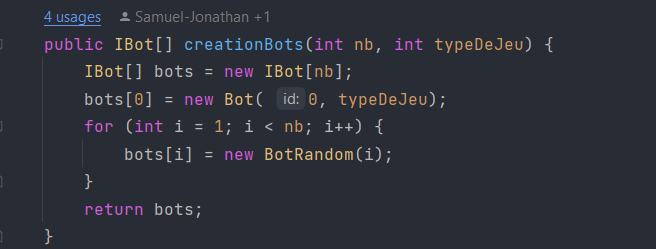 4 usages Samuel-Jonathan +1
public IBot[] creationBots(int nb, int typeDeJeu) {
    IBot[] bots = new IBot[nb];
    bots[0] = new Bot( id: 0, typeDeJeu);
    for (int i = 1; i < nb; i++) {
        bots[i] = new BotRandom(i);
    }
    return bots;
}